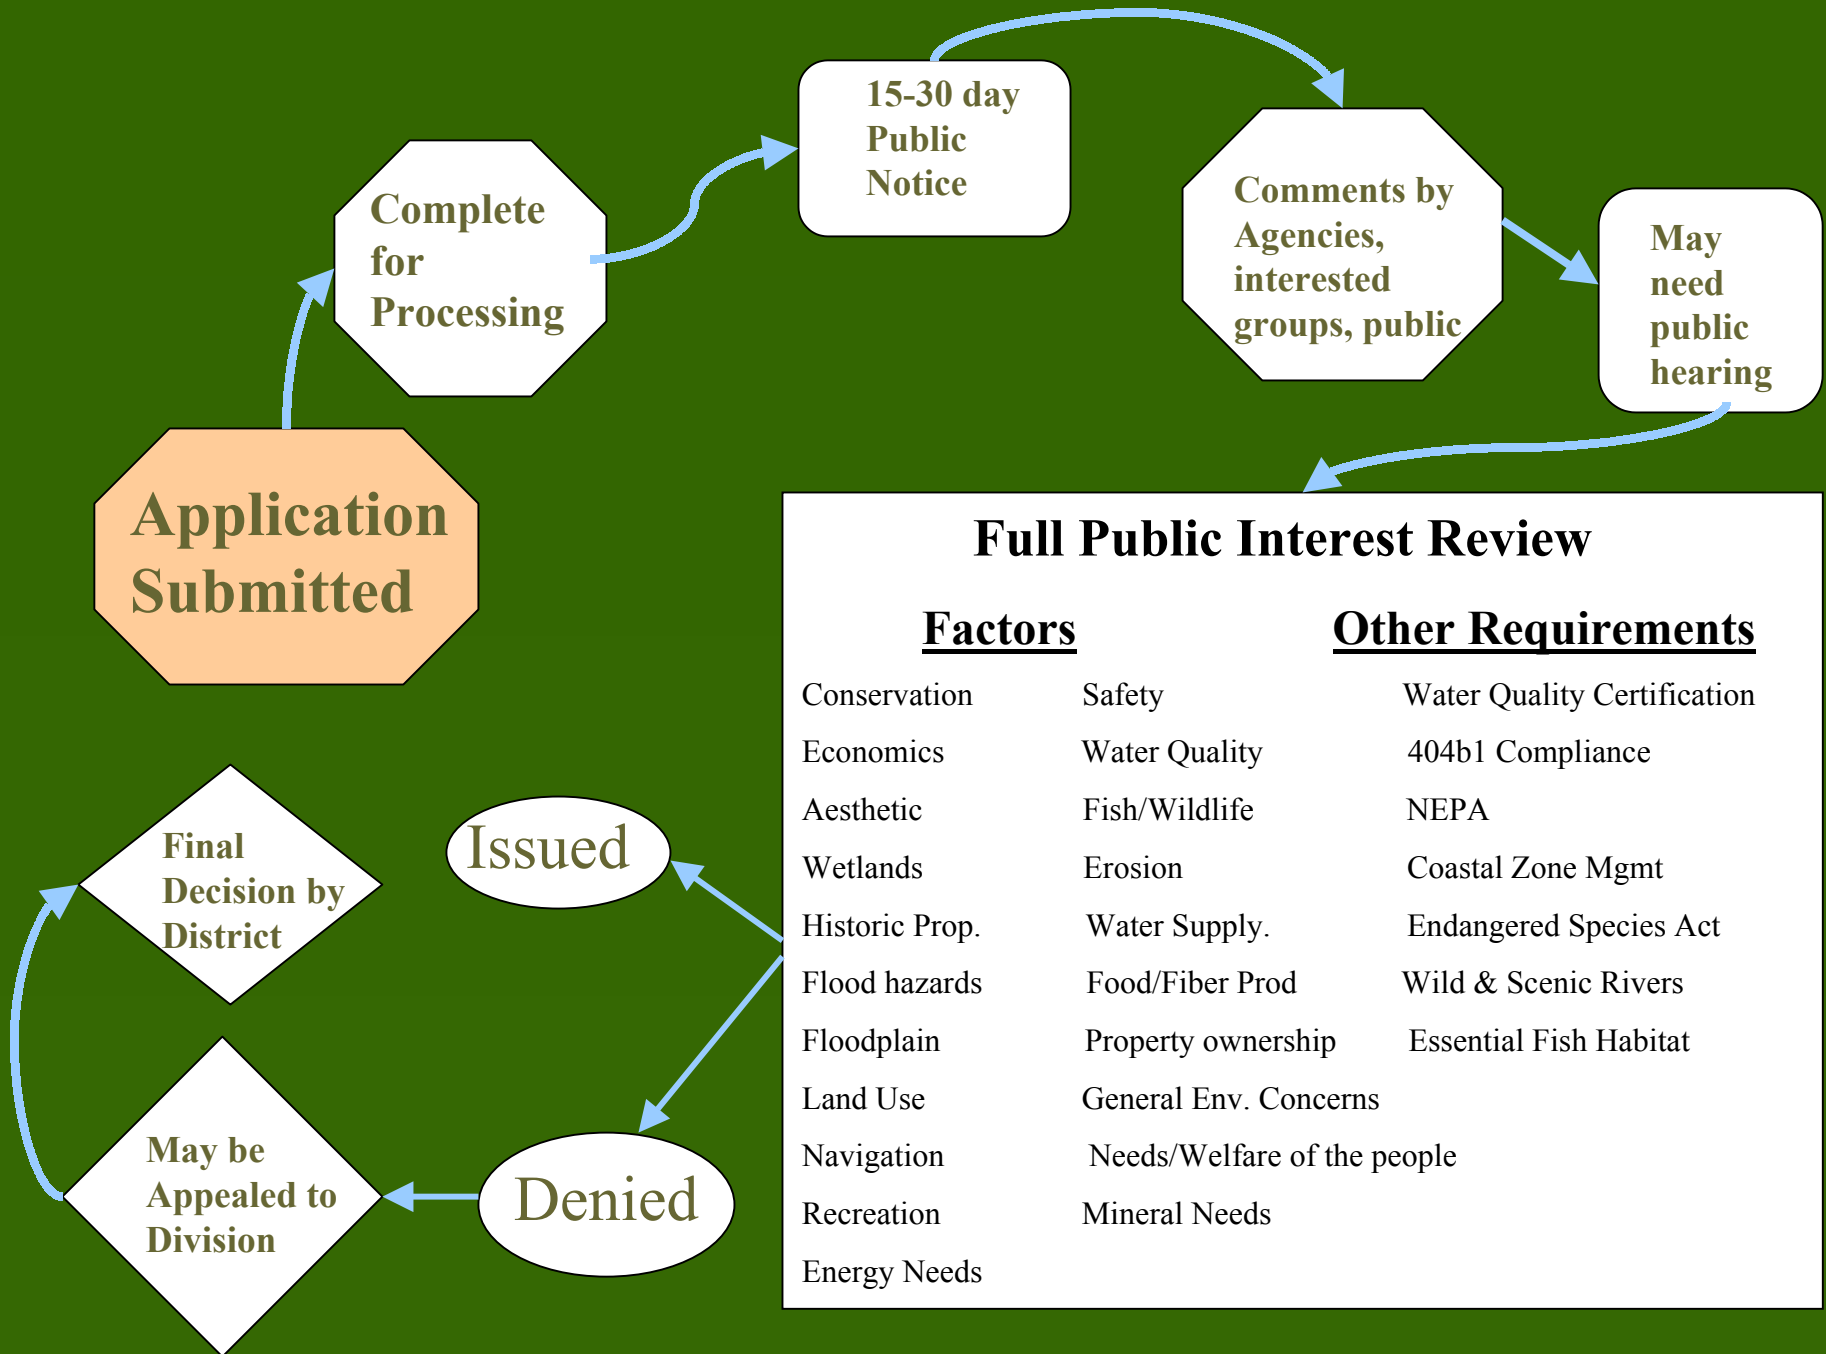 Application
Submitted
Complete
for
Processing
15-30 day
Public
Notice
Comments by
Agencies,
interested
groups, public
May
need
public
hearing
Full Public Interest Review
Factors Other Requirements
Conservation Safety Water Quality Certification
Economics Water Quality 404b1 Compliance
Aesthetic Fish/Wildlife NEPA
Wetlands Erosion Coastal Zone Mgmt
Historic Prop. Water Supply. Endangered Species Act
Flood hazards Food/Fiber Prod Wild & Scenic Rivers
Floodplain Property ownership Essential Fish Habitat
Land Use General Env. Concerns
Navigation Needs/Welfare of the people
Recreation Mineral Needs
Energy Needs
Issued
Denied
May be
Appealed to
Division
Final
Decision by
District